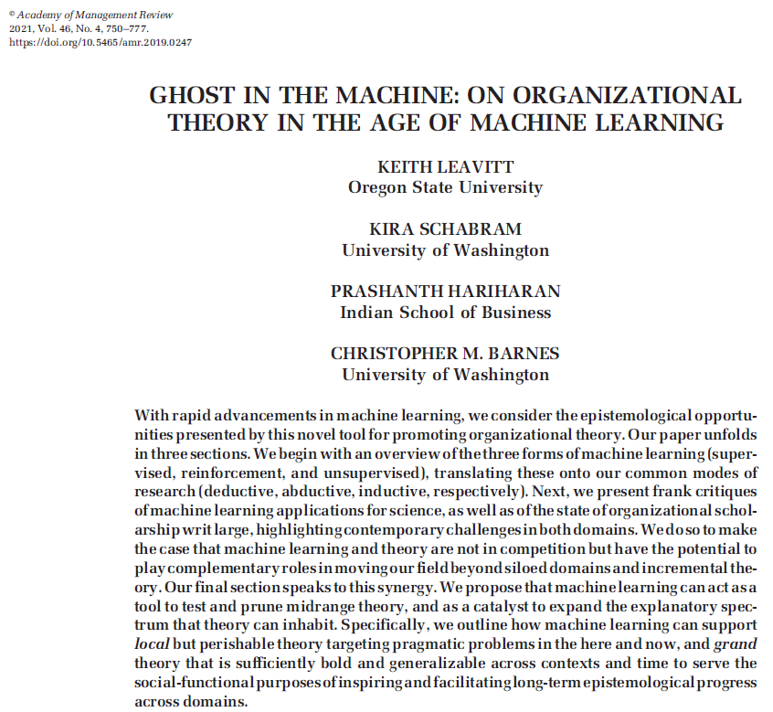 © Academy of Management Review
2021, Vol. 46, No. 4, 750–777.
https://doi.org/10.5465/amr.2019.0247
GHOST IN THE MACHINE: ON ORGANIZATIONAL
THEORY IN THE AGE OF MACHINE LEARNING
KEITH LEAVITT
Oregon State University
KIRA SCHABRAM
University of Washington
PRASHANTH HARIHARAN
Indian School of Business
CHRISTOPHER M. BARNES
University of Washington
With rapid advancements in machine learning, we consider the epistemological opportu-
nities presented by this novel tool for promoting organizational theory. Our paper unfolds
in three sections. We begin with an overview of the three forms of machine learning (super-
vised, reinforcement, and unsupervised), translating these onto our common modes of
research (deductive, abductive, inductive, respectively). Next, we present frank critiques
of machine learning applications for science, as well as of the state of organizational schol-
arship writ large, highlighting contemporary challenges in both domains. We do so to make
the case that machine learning and theory are not in competition but have the potential to
play complementary roles in moving our field beyond siloed domains and incremental the-
ory. Our final section speaks to this synergy. We propose that machine learning can act as a
tool to test and prune midrange theory, and as a catalyst to expand the explanatory spec-
trum that theory can inhabit. Specifically, we outline how machine learning can support
local but perishable theory targeting pragmatic problems in the here and now, and grand
theory that is sufficiently bold and generalizable across contexts and time to serve the
social-functional purposes of inspiring and facilitating long-term epistemological progress
across domains.